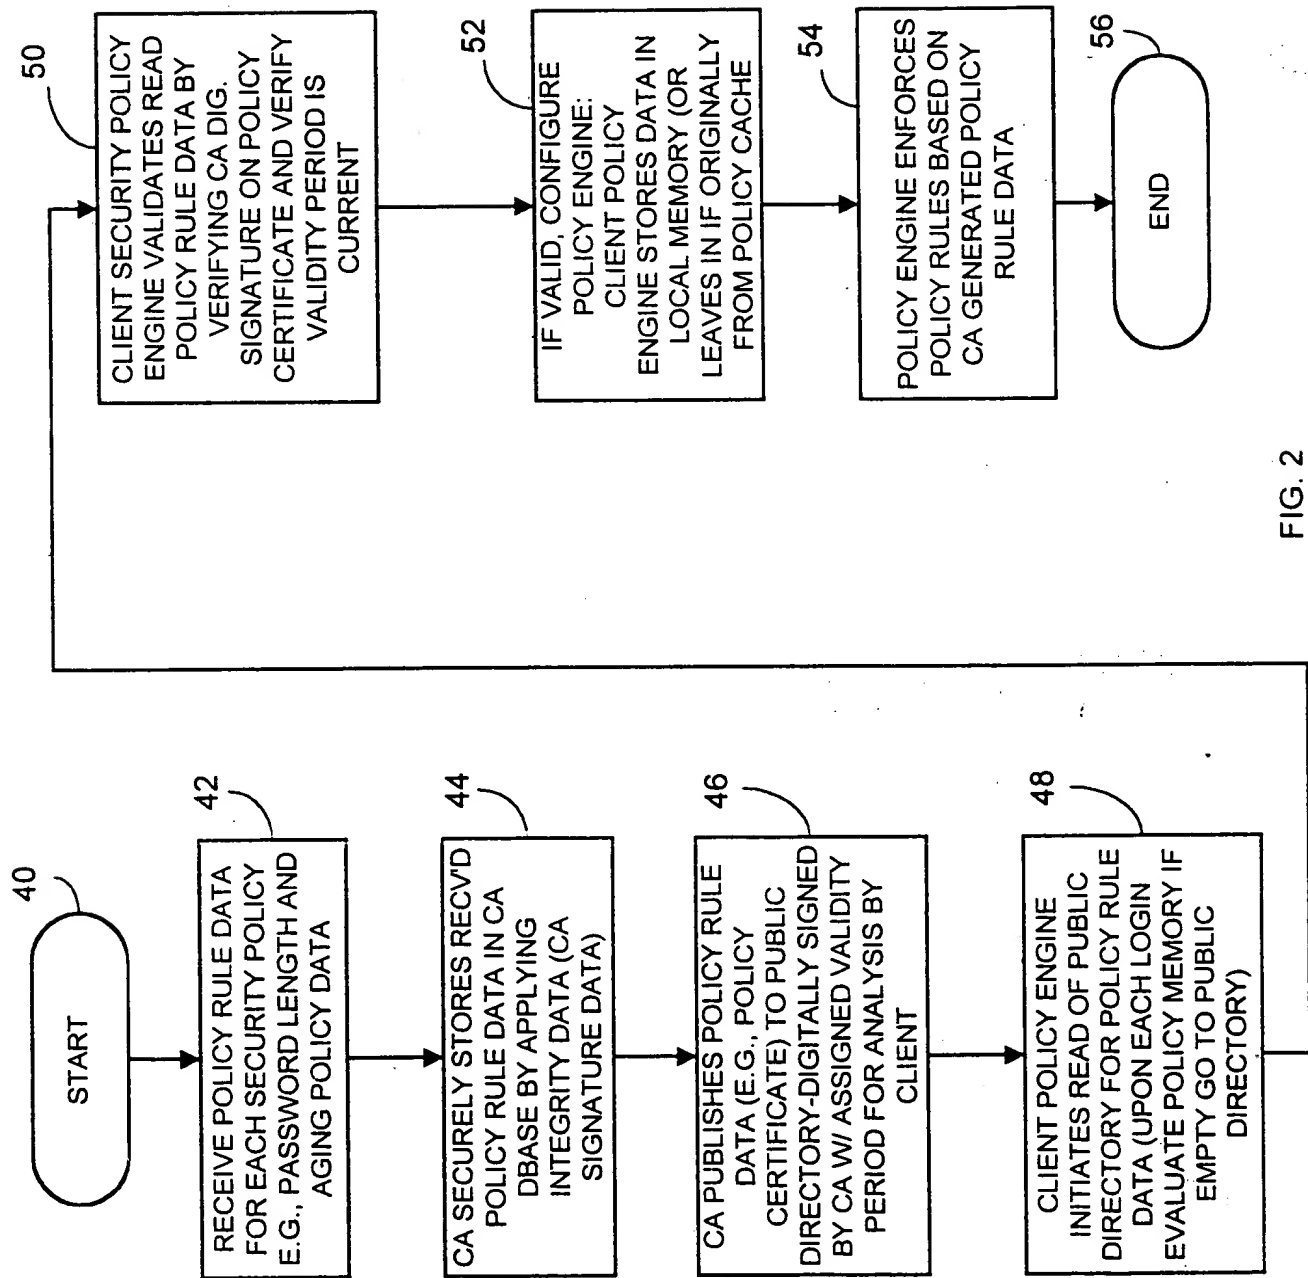 40
START
42
RECEIVE POLICY RULE DATA
FOR EACH SECURITY POLICY
E.G., PASSWORD LENGTH AND
AGING POLICY DATA
44
CA SECURELY STORES RECV'D
POLICY RULE DATA IN CA
DBASE BY APPLYING
INTEGRITY DATA (CA
SIGNATURE DATA)
46
CA PUBLISHES POLICY RULE
DATA (E.G., POLICY
CERTIFICATE) TO PUBLIC
DIRECTORY-DIGITALLY SIGNED
BY CA W/ ASSIGNED VALIDITY
PERIOD FOR ANALYSIS BY
CLIENT
48
CLIENT POLICY ENGINE
INITIATES READ OF PUBLIC
DIRECTORY FOR POLICY RULE
DATA (UPON EACH LOGIN
EVALUATE POLICY MEMORY IF
EMPTY GO TO PUBLIC
DIRECTORY)
50
CLIENT SECURITY POLICY
ENGINE VALIDATES READ
POLICY RULE DATA BY
VERIFYING CA DIG.
SIGNATURE ON POLICY
CERTIFICATE AND VERIFY
VALIDITY PERIOD IS
CURRENT
52
IF VALID, CONFIGURE
POLICY ENGINE:
CLIENT POLICY
ENGINE STORES DATA IN
LOCAL MEMORY (OR
LEAVES IN IF ORIGINALLY
FROM POLICY CACHE
54
POLICY ENGINE ENFORCES
POLICY RULES BASED ON
CA GENERATED POLICY
RULE DATA
56
END
FIG. 2